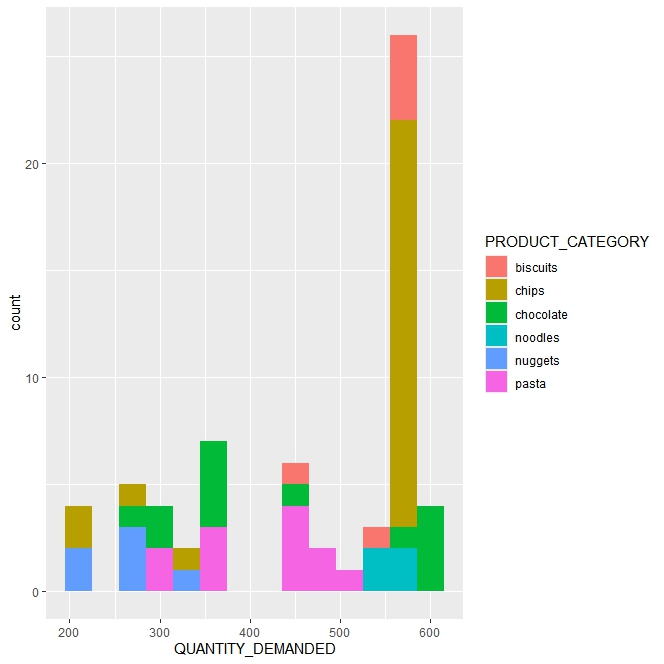 20
10
0
count
200 300 400 500 600
QUANTITY_DEMANDED
PRODUCT_CATEGORY
biscuits
chips
chocolate
noodles
nuggets
pasta